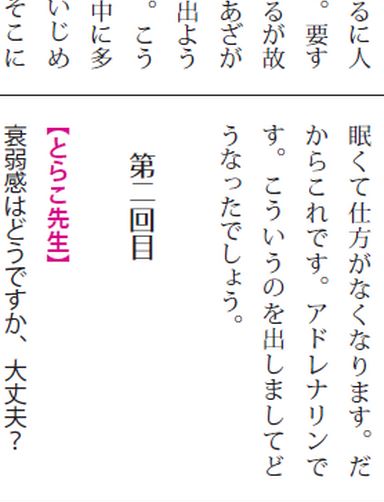 るに人
。要す
るが故
あざが
出よう
。こう
中に多
いじめ
そこに
眠くて仕方がなくなります。だ
からこれです。アドレナリンで
す。こういうのを出しましてど
うなったでしょう。
第二回目
【とらこ先生】
衰弱感はどうですか、大丈夫？